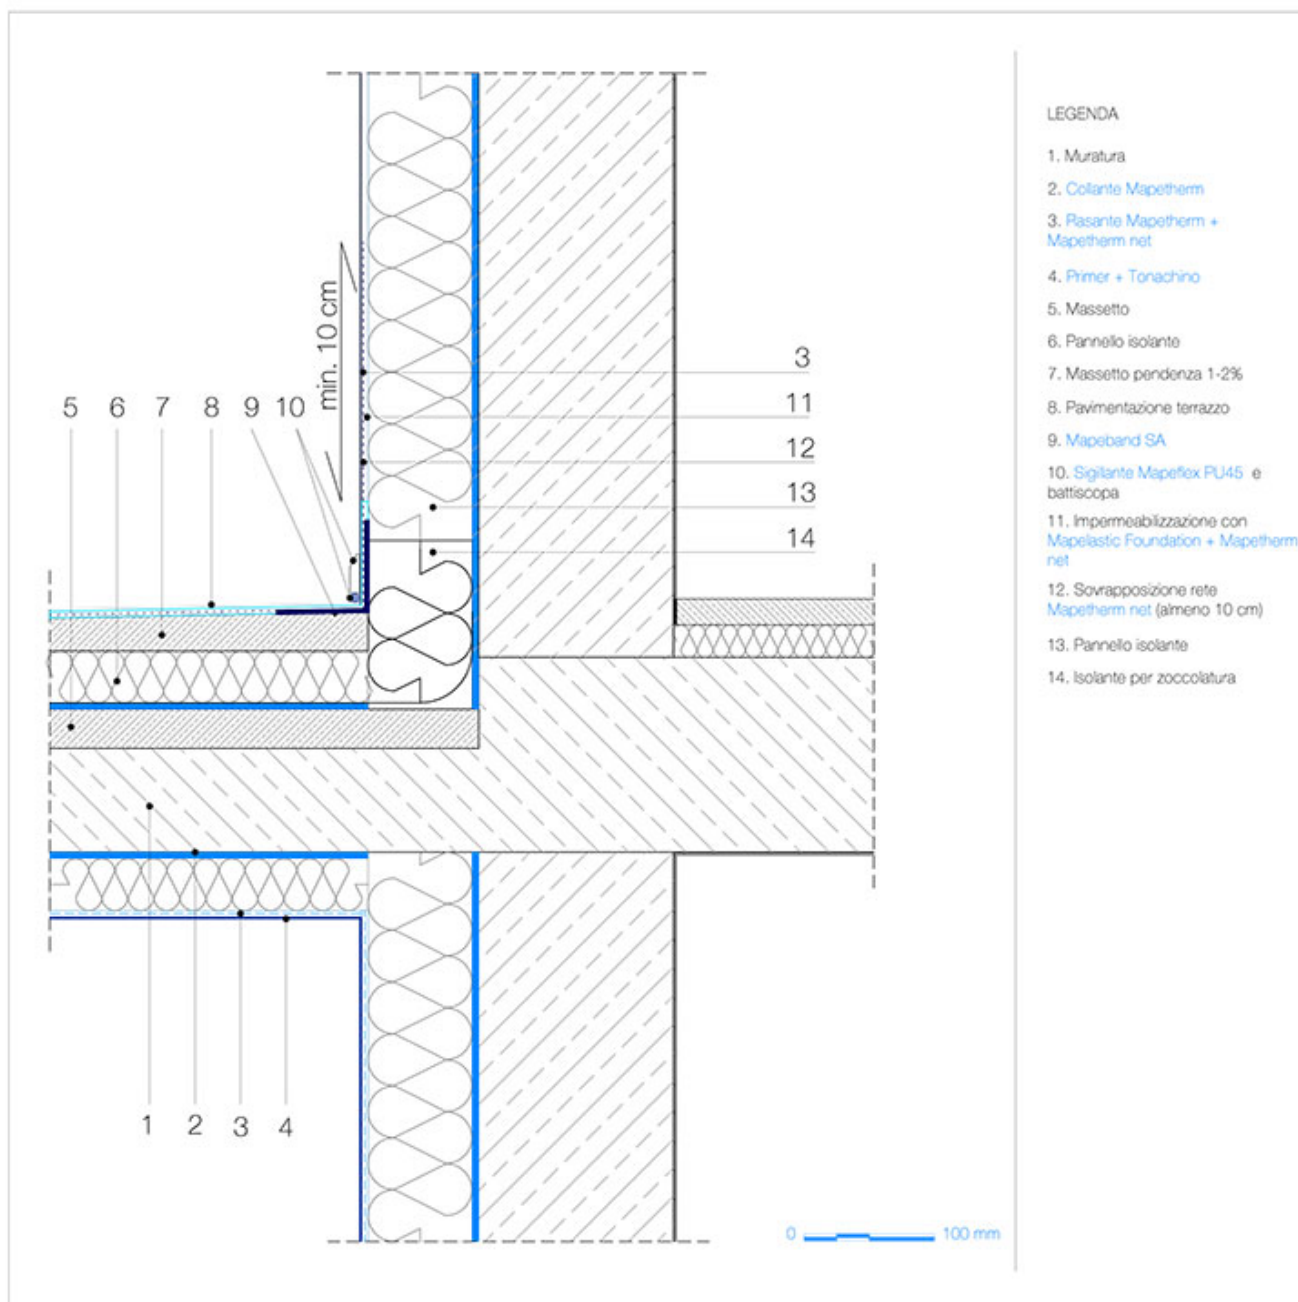 LEGENDA
1. Muratura
2. Collante Mapetherm
3. Rasante Mapetherm +
Mapetherm net
4. Primer + Tonachino
5. Massetto
6. Pannello isolante
7. Massetto pendenza 1-2%
8. Pavimentazione terrazzo
9. Mapeband SA
10. Sigillante Mapeflex PU45 e
battiscopa
11. Impermeabilizzazione con
Mapelastic Foundation + Mapetherm
net
12. Sovrapposizione rete
Mapetherm net (almeno 10 cm)
13. Pannello isolante
14. Isolante per zoccolatura
min. 10 cm
3
11
12
13
14
5 6 7 8 9 10
1 2 3 4
0 100 mm